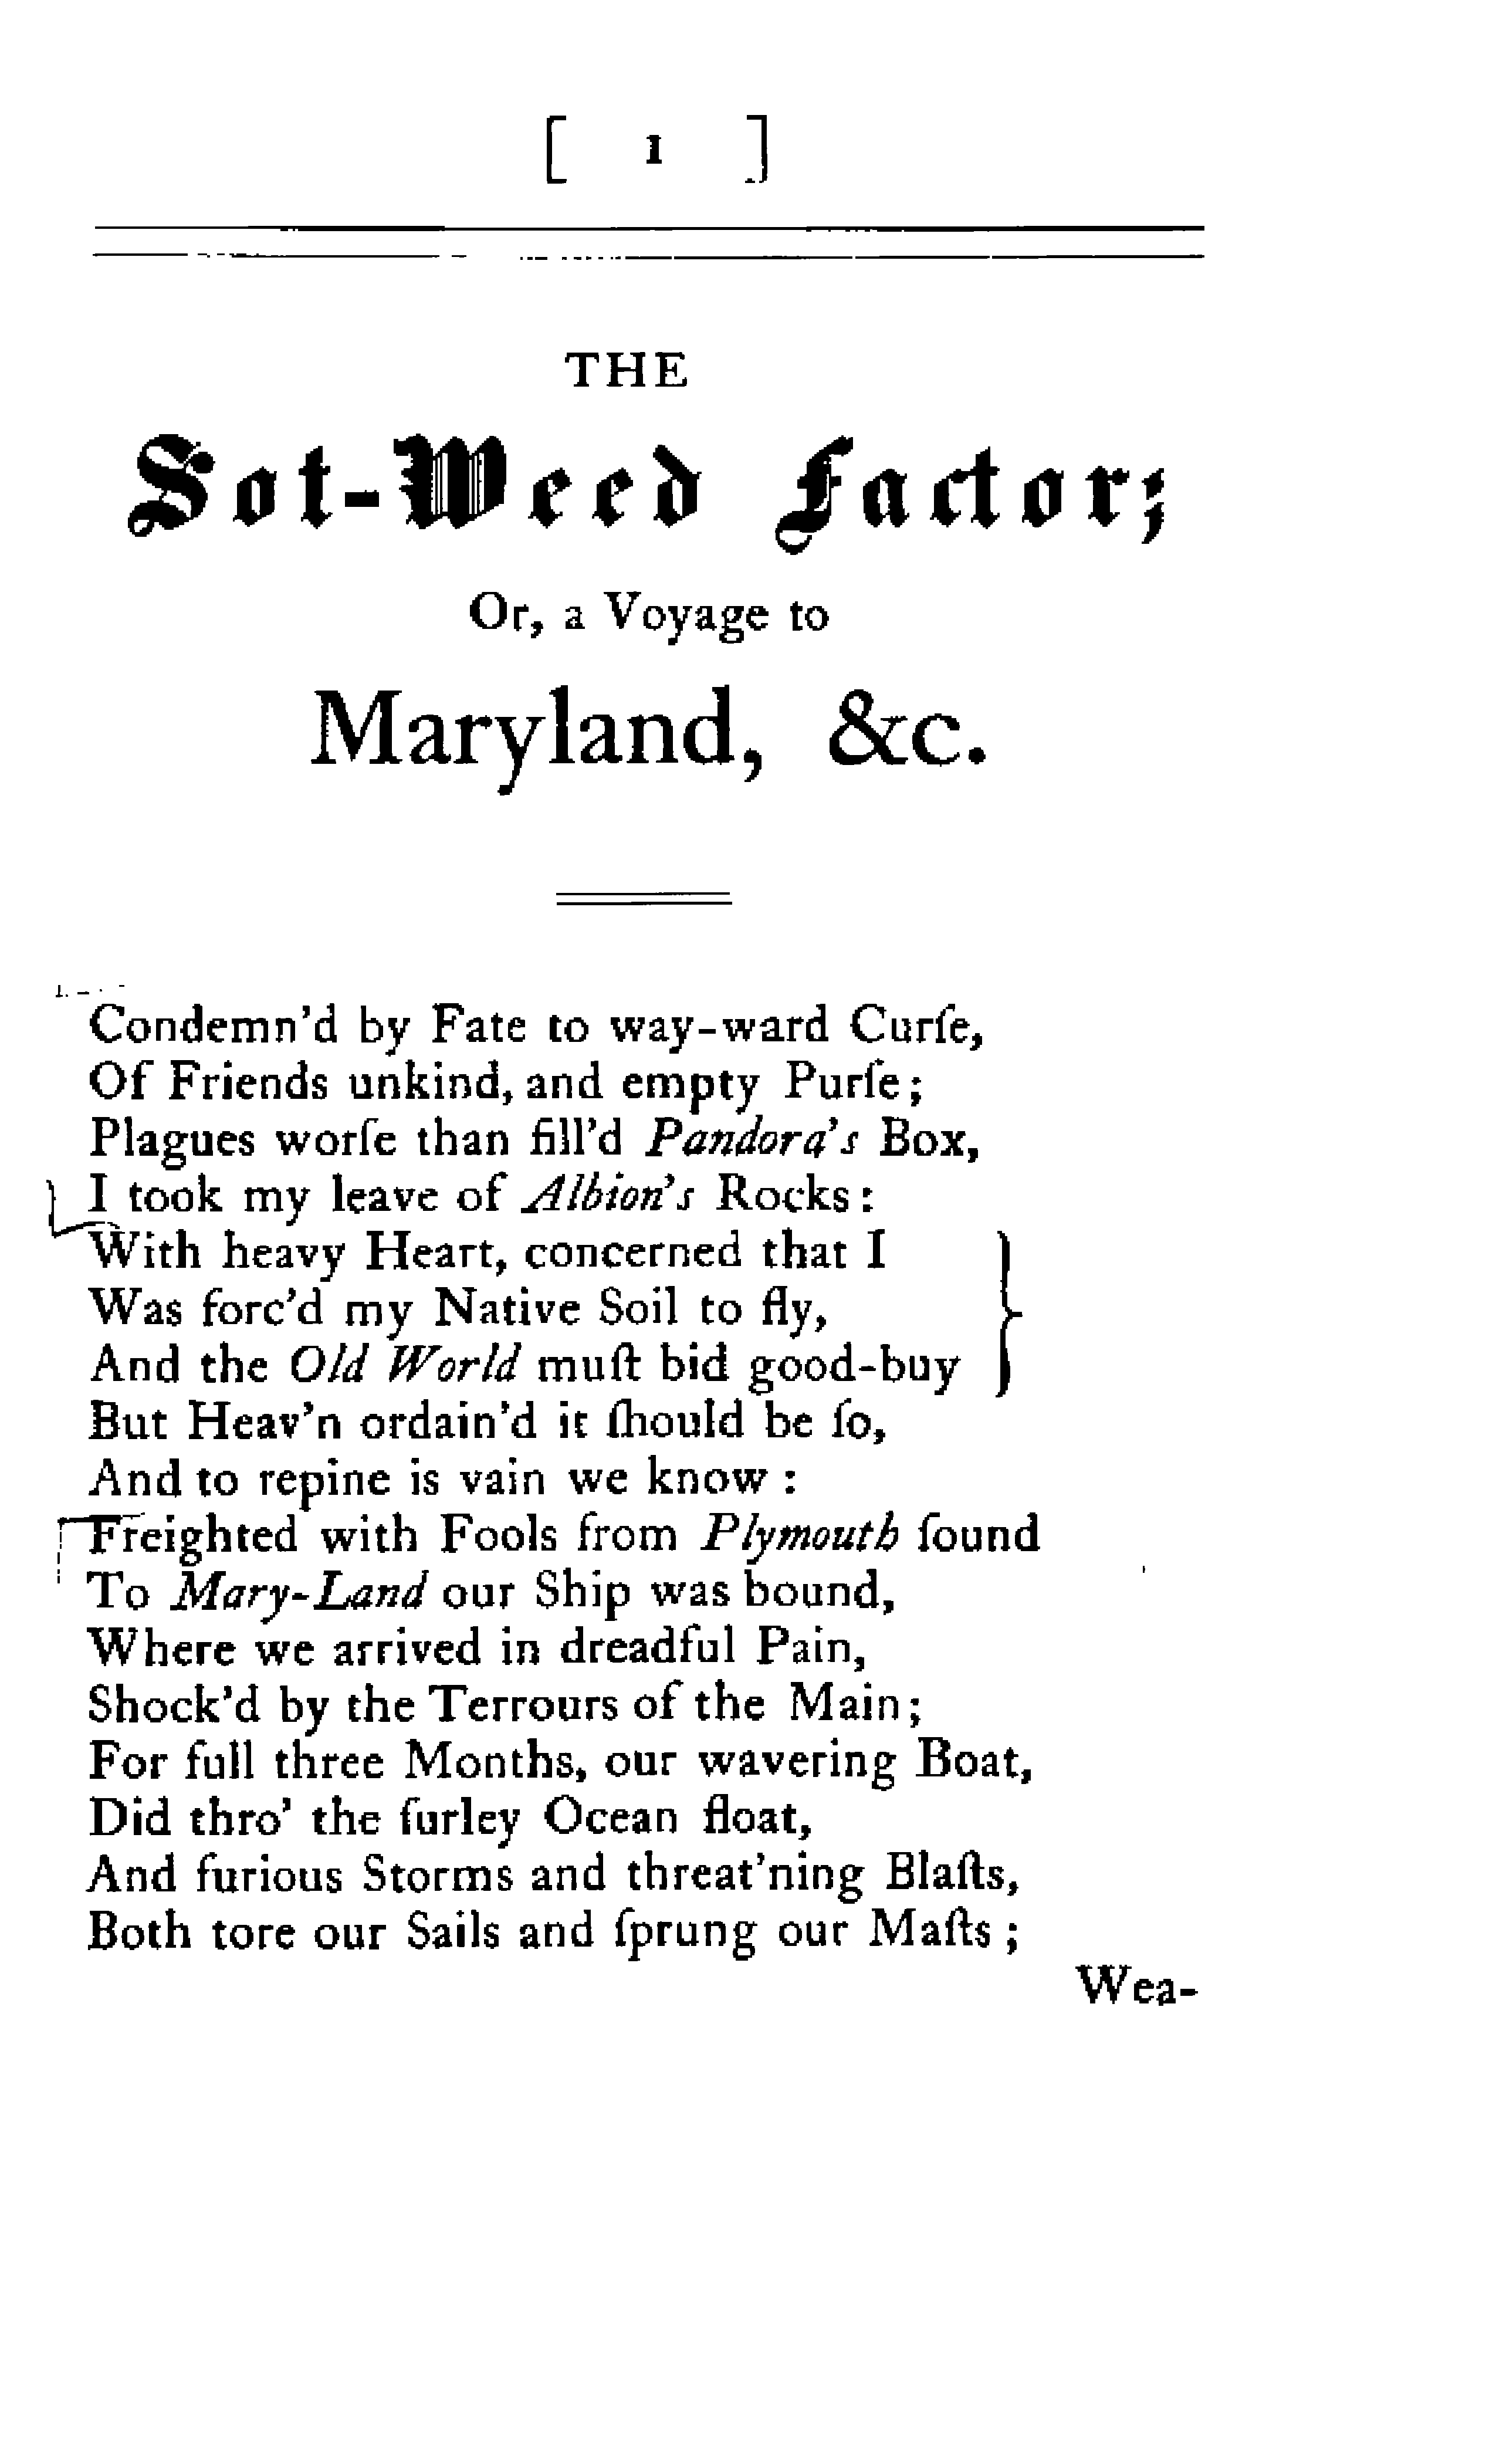 [ 1 ]
THE
Sot-Weed Factor;
Or, a Voyage to
Maryland, &c.
Condemn'd by Fate to way-ward Curſe,
Of Friends unkind, and empty Purſe;
Plagues worſe than fill'd Pandora's Box,
I took my leave of Albion's Rocks:
With heavy Heart, concerned that I
Was forc'd my Native Soil to fly,
And the Old World muſt bid good-buy
But Heav'n ordain'd it ſhould be ſo,
And to repine is vain we know :
Freighted with Fools from Plymouth ſound
To Mary-Land our Ship was bound,
Where we arrived in dreadful Pain,
Shock'd by the Terrours of the Main;
For full three Months, our wavering Boat,
Did thro' the ſurley Ocean float,
And furious Storms and threat'ning Blaſts,
Both tore our Sails and ſprung our Maſts ;
Wea-